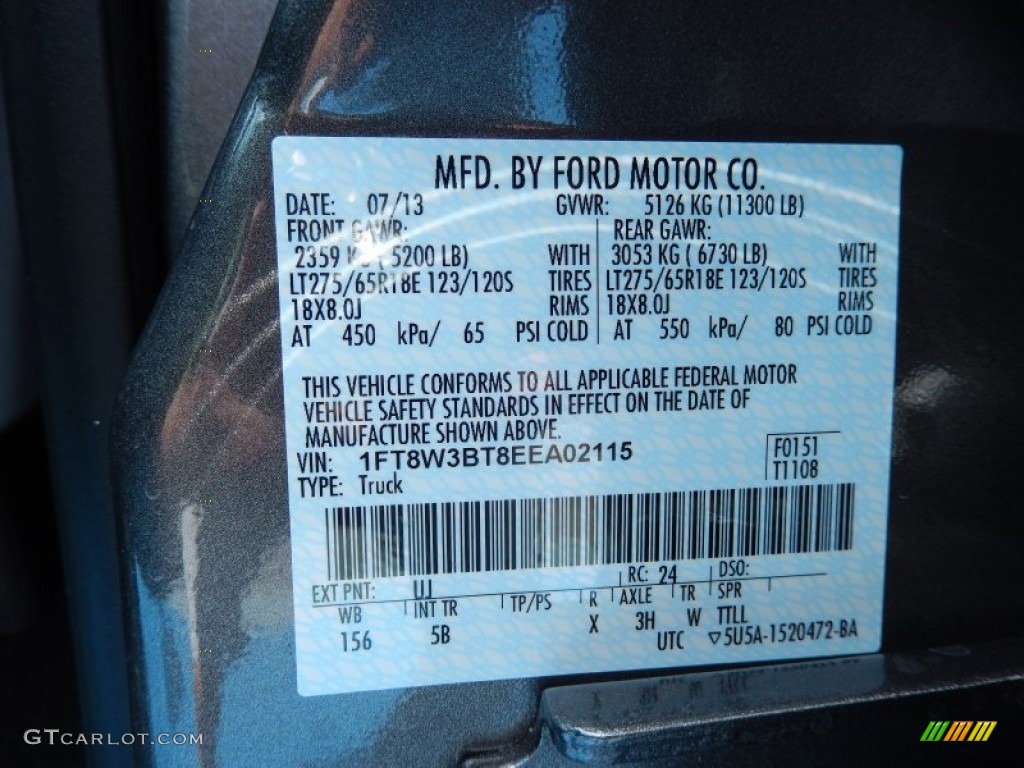 MFD. BY FORD MOTOR CO.
DATE: 07/13 GVWR: 5126 KG (11300 LB)
FRONT GAWR: REAR GAWR:
2359 KG ( 5200 LB) WITH 3053 KG ( 6730 LB) WITH
LT275/65R18E 123/120S TIRES LT275/65R18E 123/120S TIRES
18X8.0J RIMS 18X8.0J RIMS
AT 450 kPa/ 65 PSI COLD AT 550 kPa/ 80 PSI COLD
THIS VEHICLE CONFORMS TO ALL APPLICABLE FEDERAL MOTOR
VEHICLE SAFETY STANDARDS IN EFFECT ON THE DATE OF
MANUFACTURE SHOWN ABOVE.
VIN: 1FT8W3BT8EEA02115 F0151
TYPE: Truck T110B
EXT PNT: UJ RC: 24 DSO:
WB INT TR TP/PS R AXLE TR SPR
156 5B X 3H W TTLL
UTC ▽5U5A-1520472-BA
GTCARLOT.COM